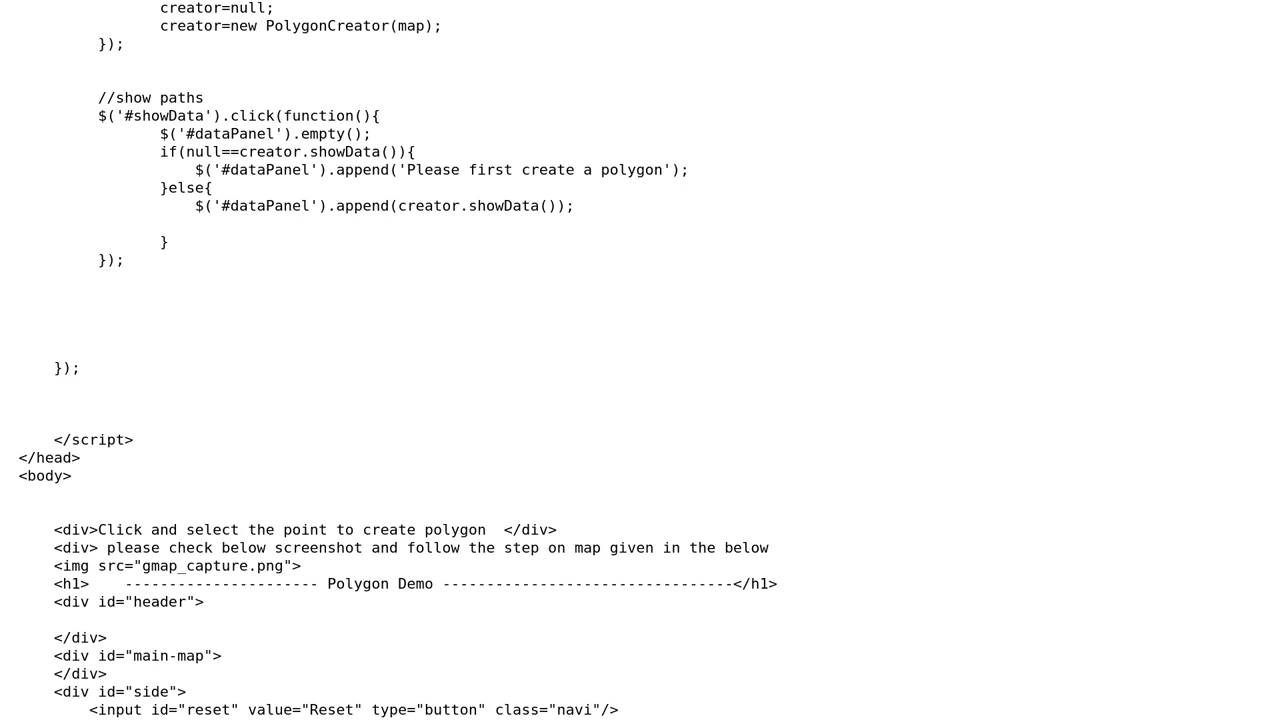 creator=null;
creator=new PolygonCreator(map);
});
//show paths
$('#showData').click(function(){
$('#dataPanel').empty();
if(null==creator.showData()){
$('#dataPanel').append('Please first create a polygon');
}else{
$('#dataPanel').append(creator.showData());
}
});
});
</script>
</head>
<body>
<div>Click and select the point to create polygon  </div>
<div> please check below screenshot and follow the step on map given in the below
<img src="gmap_capture.png">
<h1>    ---------------------- Polygon Demo ---------------------------------</h1>
<div id="header">
</div>
<div id="main-map">
</div>
<div id="side">
<input id="reset" value="Reset" type="button" class="navi"/>